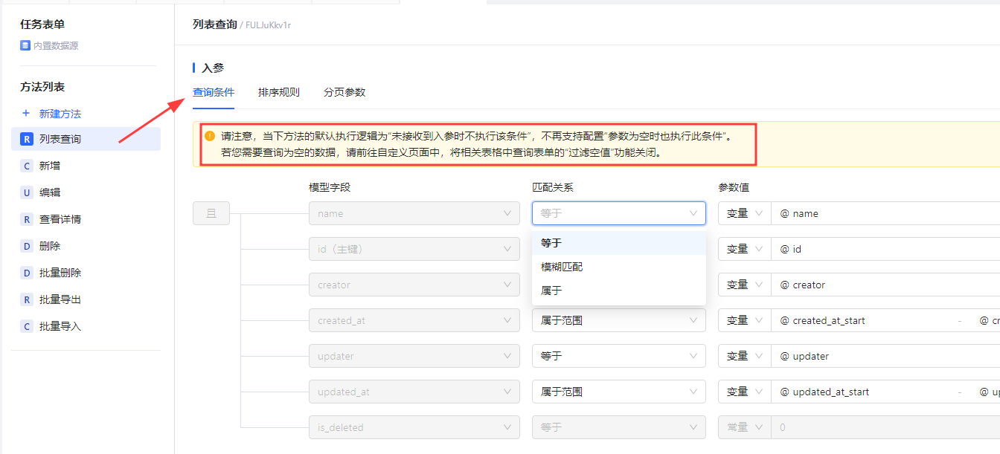 任务表单
内置数据源
方法列表
+ 新建方法
R 列表查询
C 新增
U 编辑
R 查看详情
D 删除
D 批量删除
R 批量导出
C 批量导入
列表查询 / FULJuKkv1r
入参
查询条件 排序规则 分页参数
请注意，当下方法的默认执行逻辑为“未接收到入参时不执行该条件”，不再支持配置“参数为空时也执行此条件”。
若您需要查询为空的数据，请前往自定义页面中，将相关表格中查询表单的“过滤空值”功能关闭。
模型字段 匹配关系 参数值
且 name 等于 变量 @ name
等于
id（主键） 变量 @ id
模糊匹配
creator 变量 @ creator
属于
created_at 属于范围 变量 @ created_at_start - @ cr
updater 等于 变量 @ updater
updated_at 属于范围 变量 @ updated_at_start - @ up
is_deleted 等于 常量 0